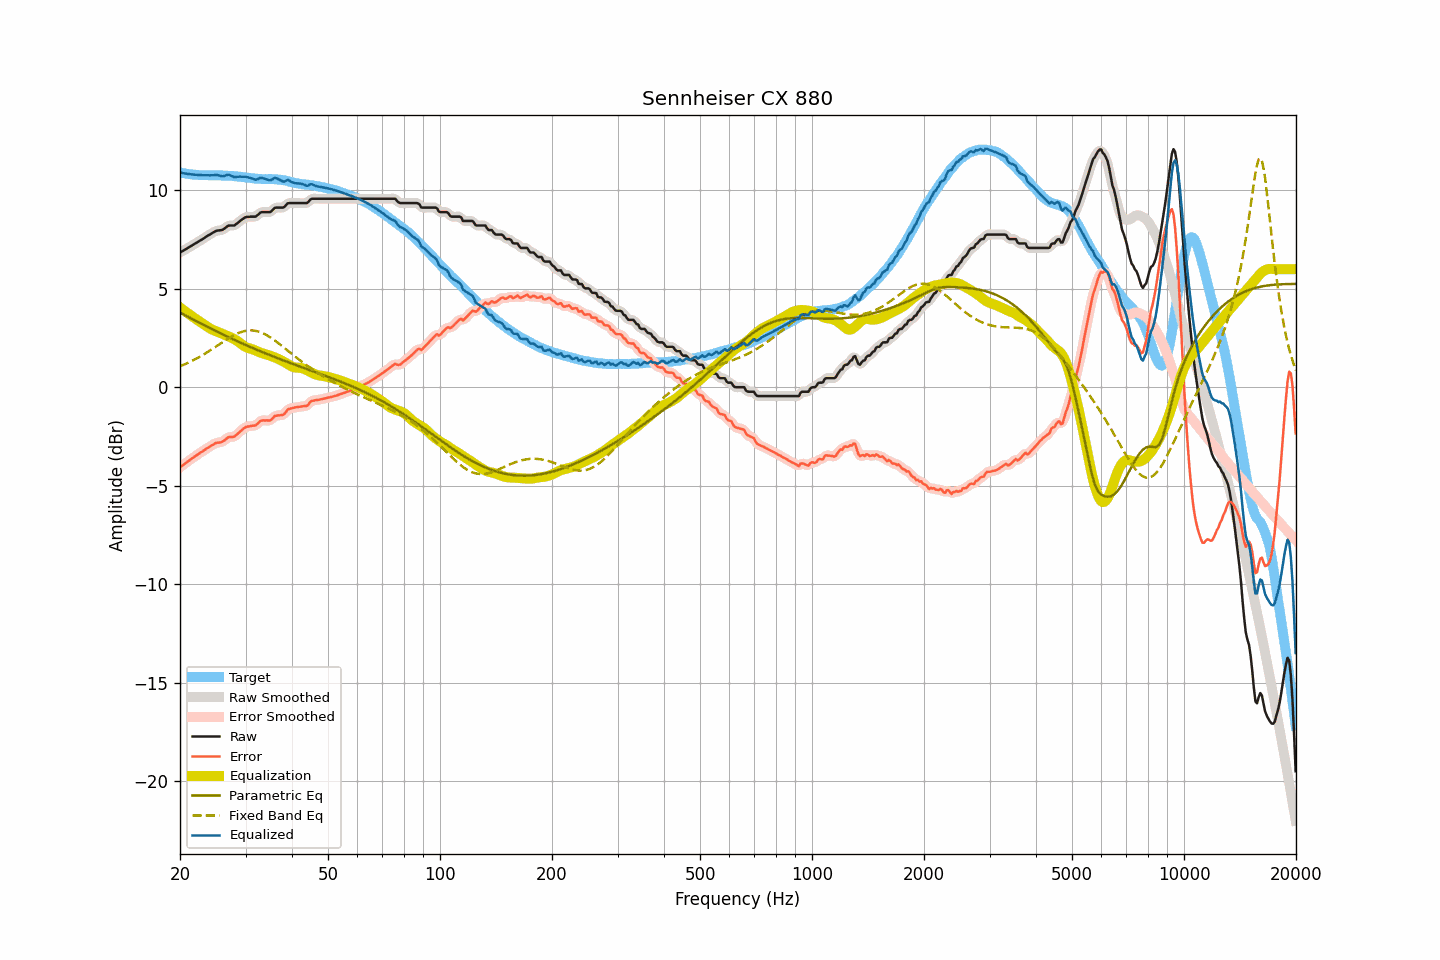 Sennheiser CX 880
Amplitude (dBr)
10
5
0
−5
−10
−15
−20
Target
Raw Smoothed
Error Smoothed
Raw
Error
Equalization
Parametric Eq
Fixed Band Eq
Equalized
20 50 100 200 500 1000 2000 5000 10000 20000
Frequency (Hz)